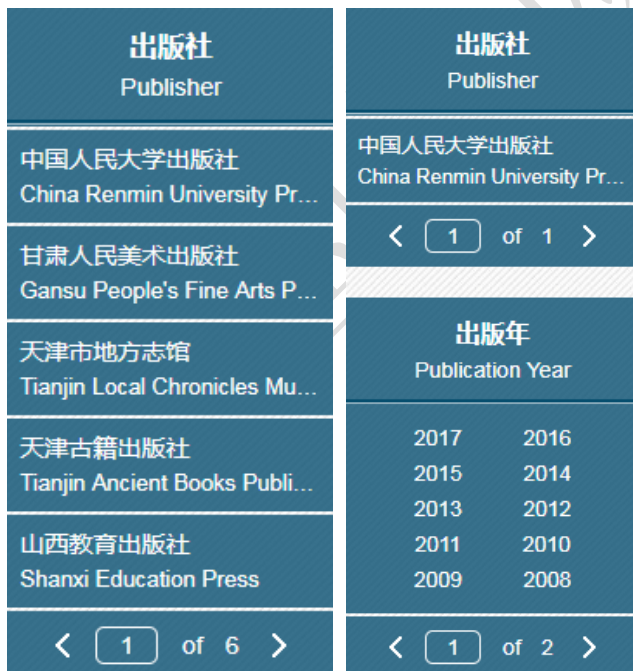 出版社
Publisher
中国人民大学出版社
China Renmin University Pr...
甘肃人民美术出版社
Gansu People's Fine Arts P...
天津市地方志馆
Tianjin Local Chronicles Mu...
天津古籍出版社
Tianjin Ancient Books Publi...
山西教育出版社
Shanxi Education Press
1 of 6
出版社
Publisher
中国人民大学出版社
China Renmin University Pr...
1 of 1
出版年
Publication Year
2017 2016
2015 2014
2013 2012
2011 2010
2009 2008
1 of 2